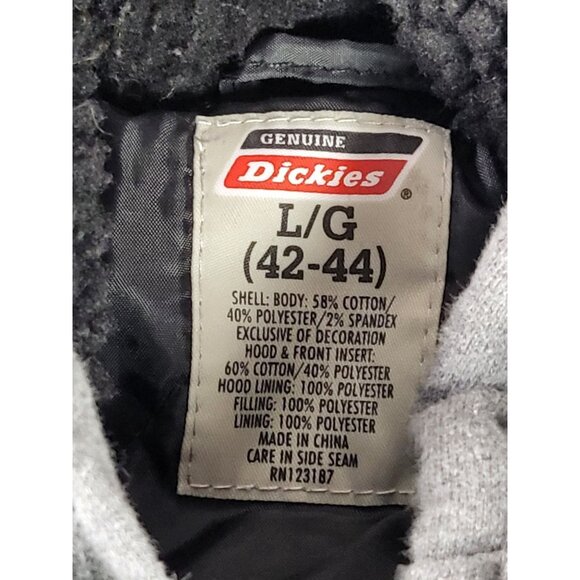 GENUINE
Dickies
®
L/G
(42-44)
SHELL: BODY: 58% COTTON/
40% POLYESTER/2% SPANDEX
EXCLUSIVE OF DECORATION
HOOD & FRONT INSERT:
60% COTTON/40% POLYESTER
HOOD LINING: 100% POLYESTER
FILLING: 100% POLYESTER
LINING: 100% POLYESTER
MADE IN CHINA
CARE IN SIDE SEAM
RN123187